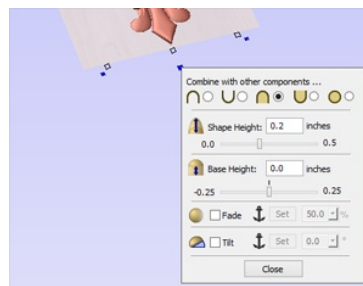 Combine with other components ...
Shape Height: 0.2 inches
0.0 0.5
Base Height: 0.0 inches
-0.25 0.25
Fade Set 50.0 %
Tilt Set 0.0 °
Close